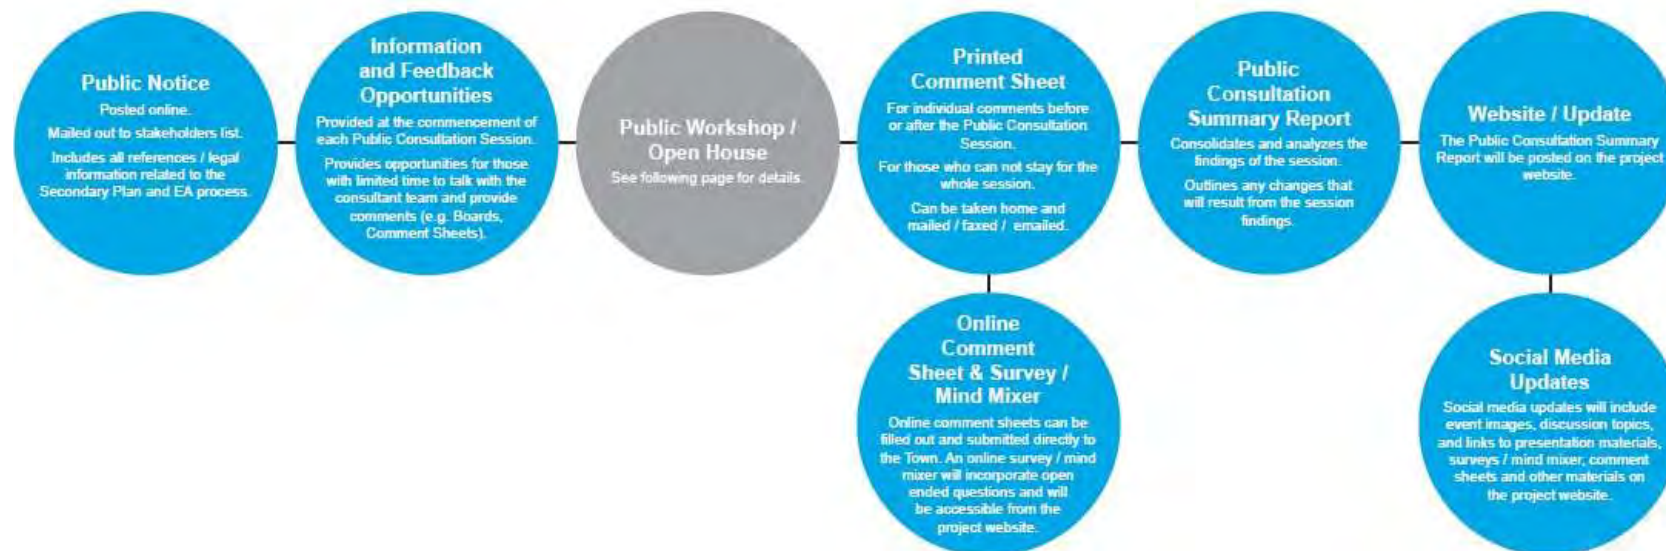 Public Notice
Posted online.
Mailed out to stakeholders list.
Includes all references / legal
information related to the
Secondary Plan and EA process.
Information
and Feedback
Opportunities
Provided at the commencement of
each Public Consultation Session.
Provides opportunities for those
with limited time to talk with the
consultant team and provide
comments (e.g. Boards,
Comment Sheets).
Public Workshop /
Open House
See following page for details.
Printed
Comment Sheet
For individual comments before
or after the Public Consultation
Session.
For those who can not stay for the
whole session.
Can be taken home and
mailed / faxed / emailed.
Online
Comment
Sheet & Survey /
Mind Mixer
Online comment sheets can be
filled out and submitted directly to
the Town. An online survey / mind
mixer will incorporate open
ended questions and will
be accessible from the
project website.
Public
Consultation
Summary Report
Consolidates and analyzes the
findings of the session.
Outlines any changes that
will result from the session
findings.
Website / Update
The Public Consultation Summary
Report will be posted on the project
website.
Social Media
Updates
Social media updates will include
event images, discussion topics,
and links to presentation materials,
surveys / mind mixer, comment
sheets and other materials on
the project website.